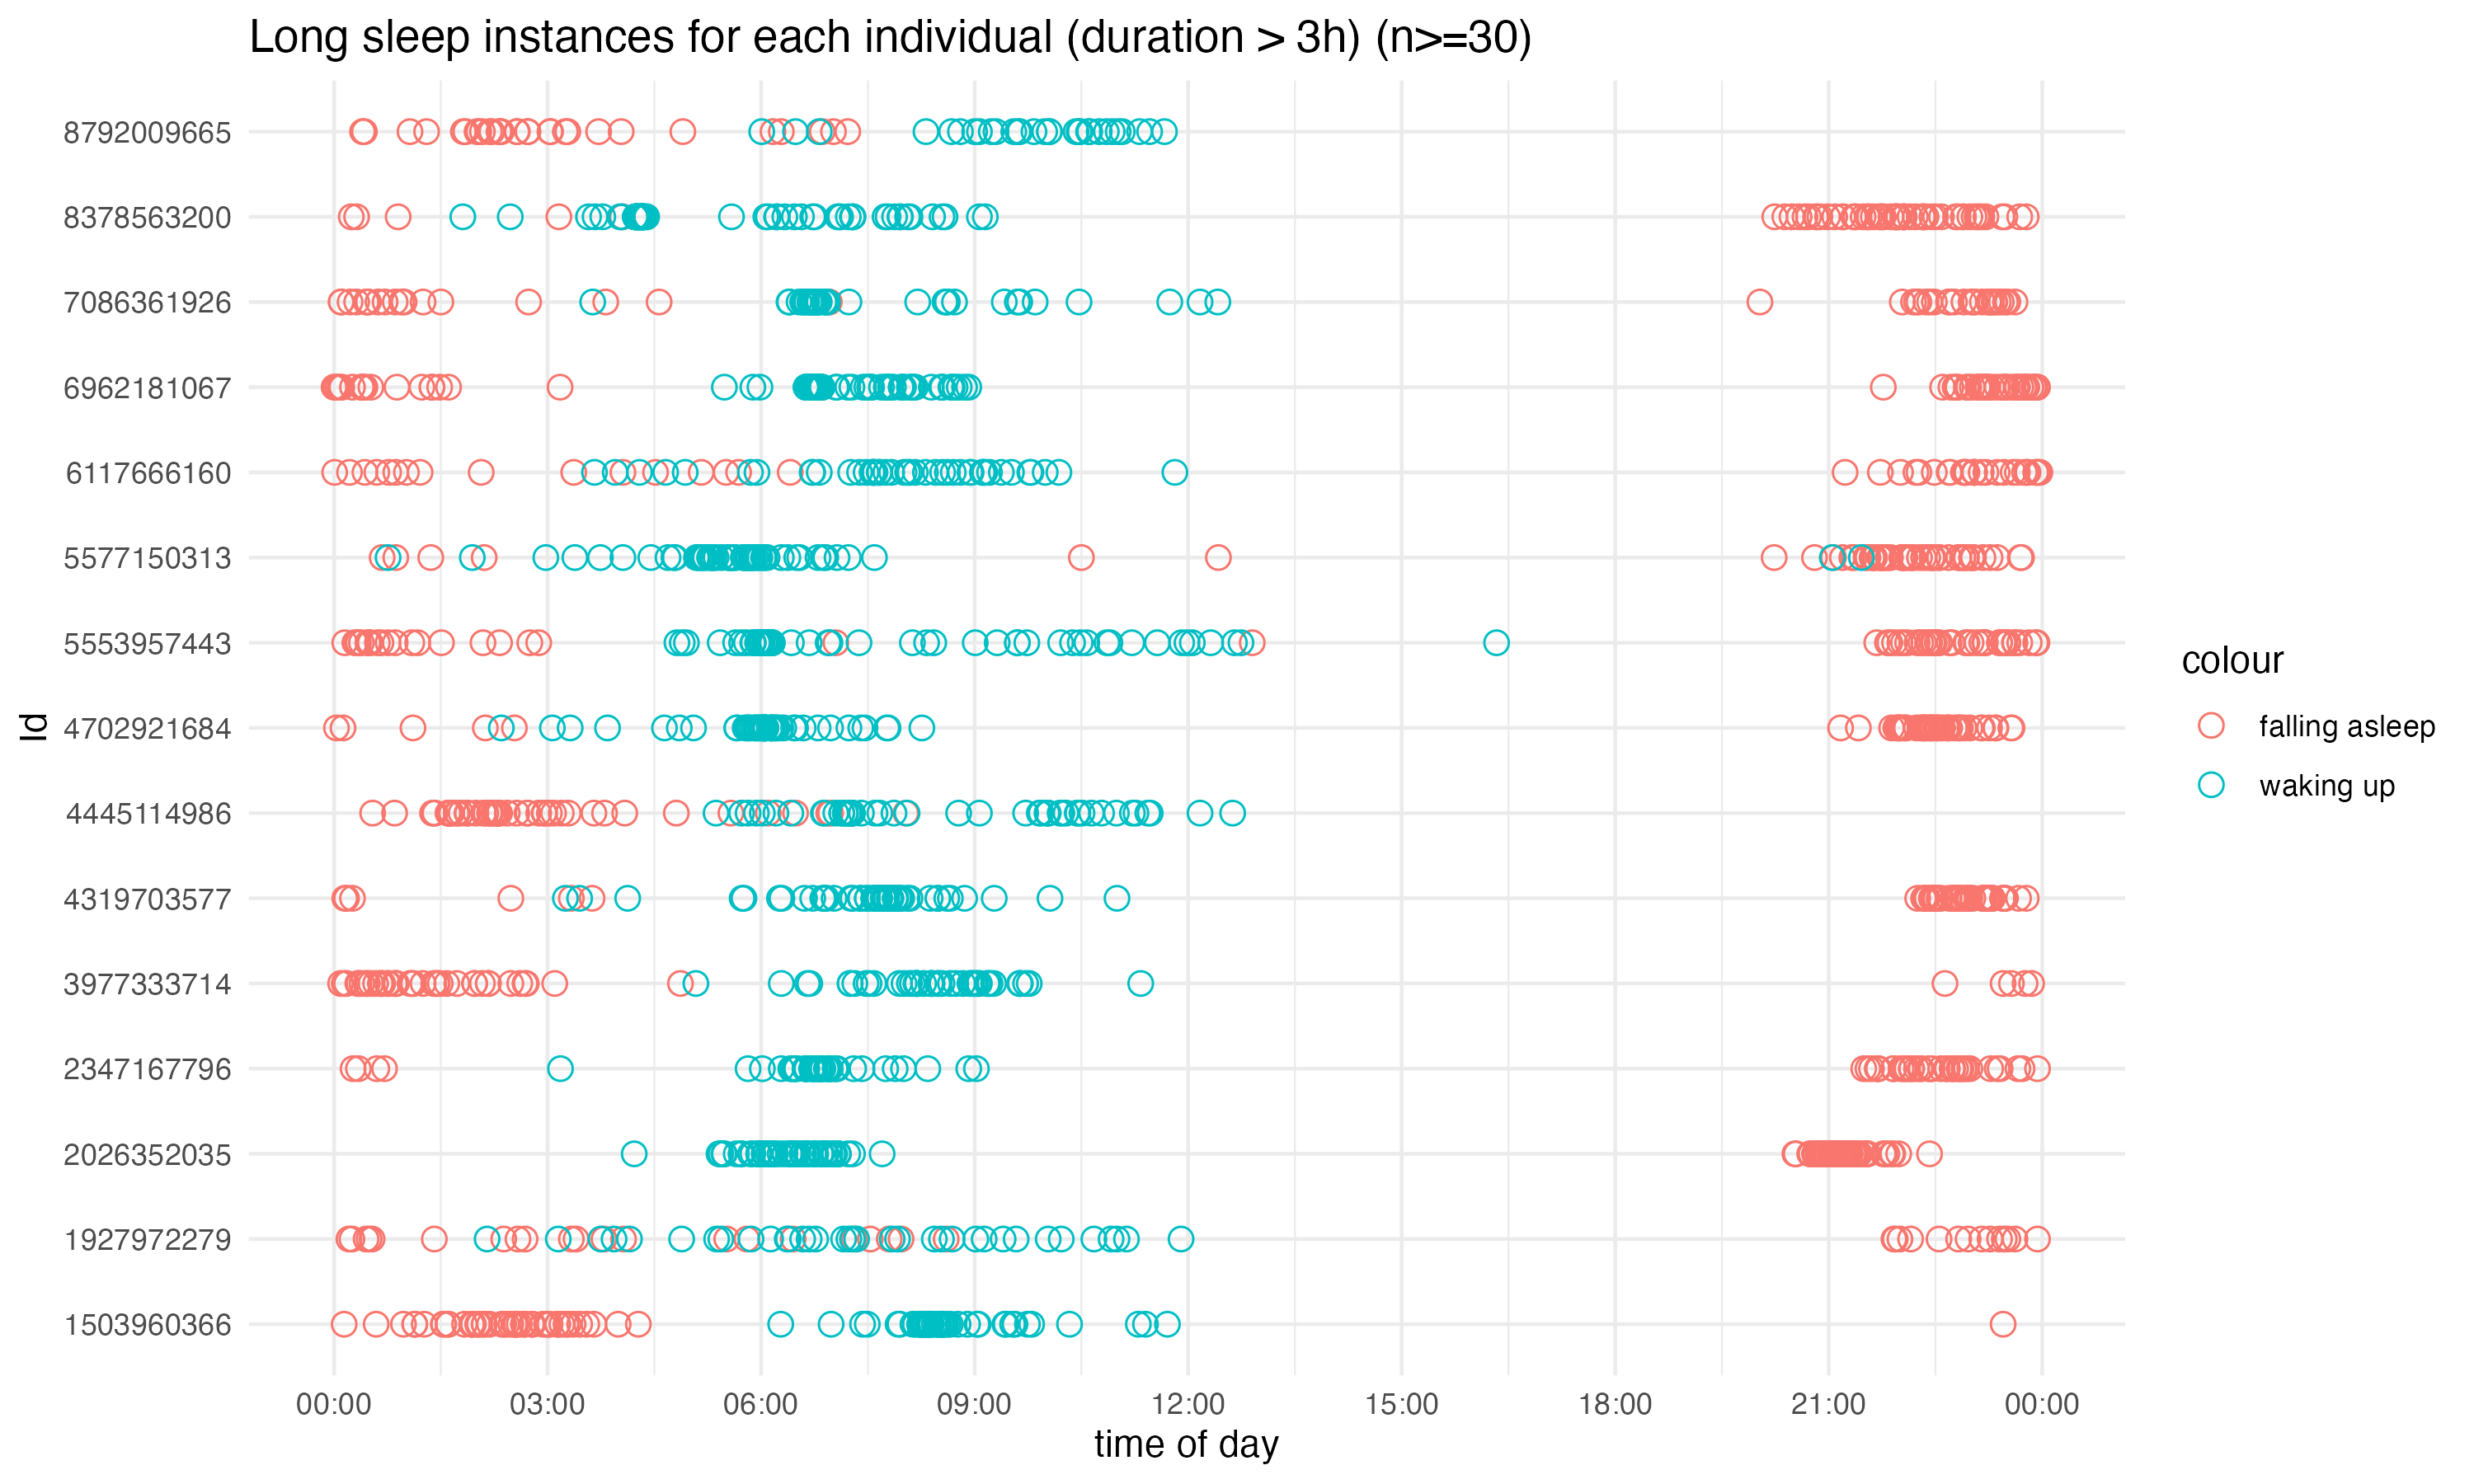 Long sleep instances for each individual (duration > 3h) (n>=30)
8792009665
8378563200
7086361926
6962181067
6117666160
5577150313
5553957443
Id
4702921684
4445114986
4319703577
3977333714
2347167796
2026352035
1927972279
1503960366
00:00 03:00 06:00 09:00 12:00 15:00 18:00 21:00 00:00
time of day
colour
falling asleep
waking up